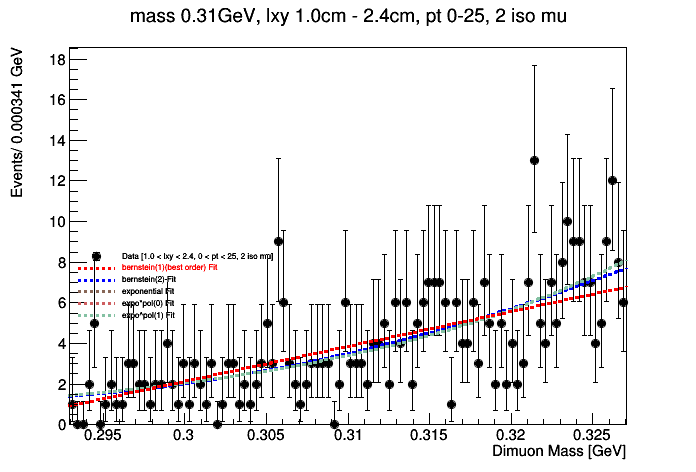 mass 0.31GeV, lxy 1.0cm - 2.4cm, pt 0-25, 2 iso mu
Events/ 0.000341 GeV
18
16
14
12
10
8
6
4
2
0
Data [1.0 < lxy < 2.4, 0 < pt < 25, 2 iso mu]
bernstein(1)(best order) Fit
bernstein(2)-Fit
exponential Fit
expo*pol(0) Fit
expo*pol(1) Fit
0.295 0.3 0.305 0.31 0.315 0.32 0.325
Dimuon Mass [GeV]